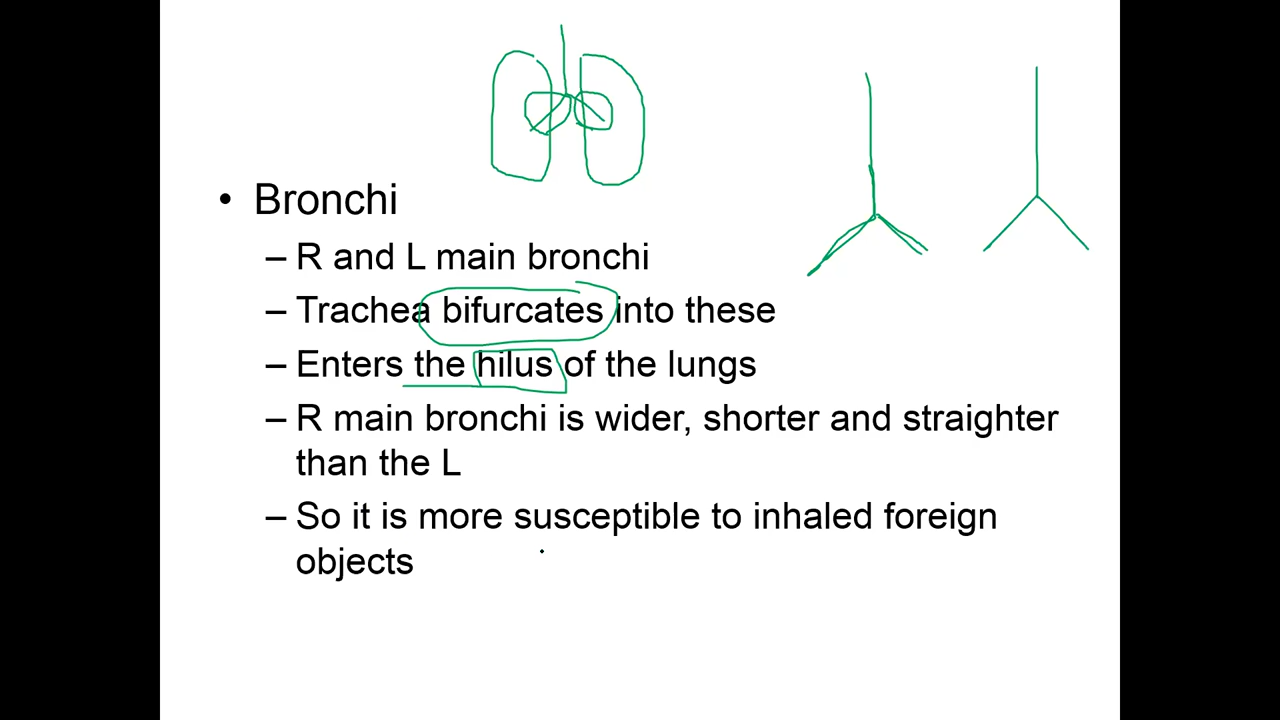 • Bronchi
– R and L main bronchi
– Trachea bifurcates into these
– Enters the hilus of the lungs
– R main bronchi is wider, shorter and straighter
than the L
– So it is more susceptible to inhaled foreign
objects